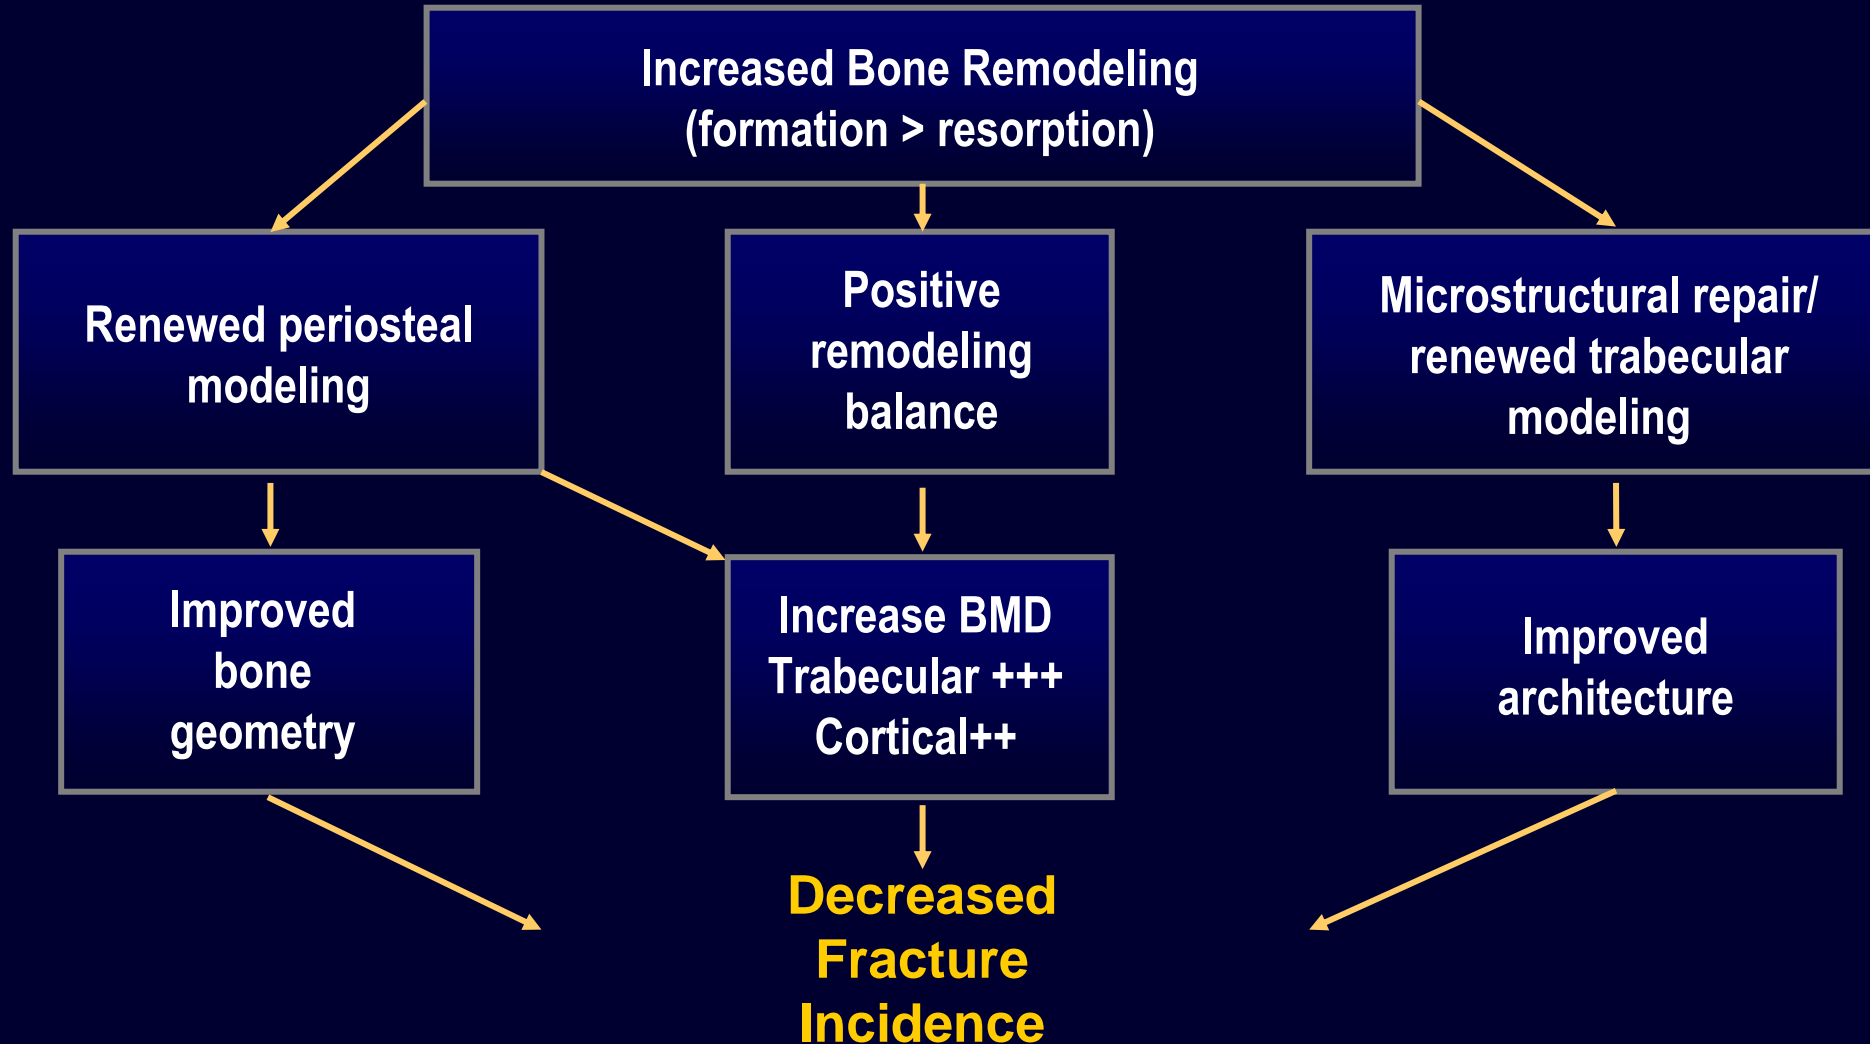 Increased Bone Remodeling
(formation > resorption)
Renewed periosteal
modeling
Positive
remodeling
balance
Microstructural repair/
renewed trabecular
modeling
Improved
bone
geometry
Increase BMD
Trabecular +++
Cortical++
Improved
architecture
Decreased
Fracture
Incidence